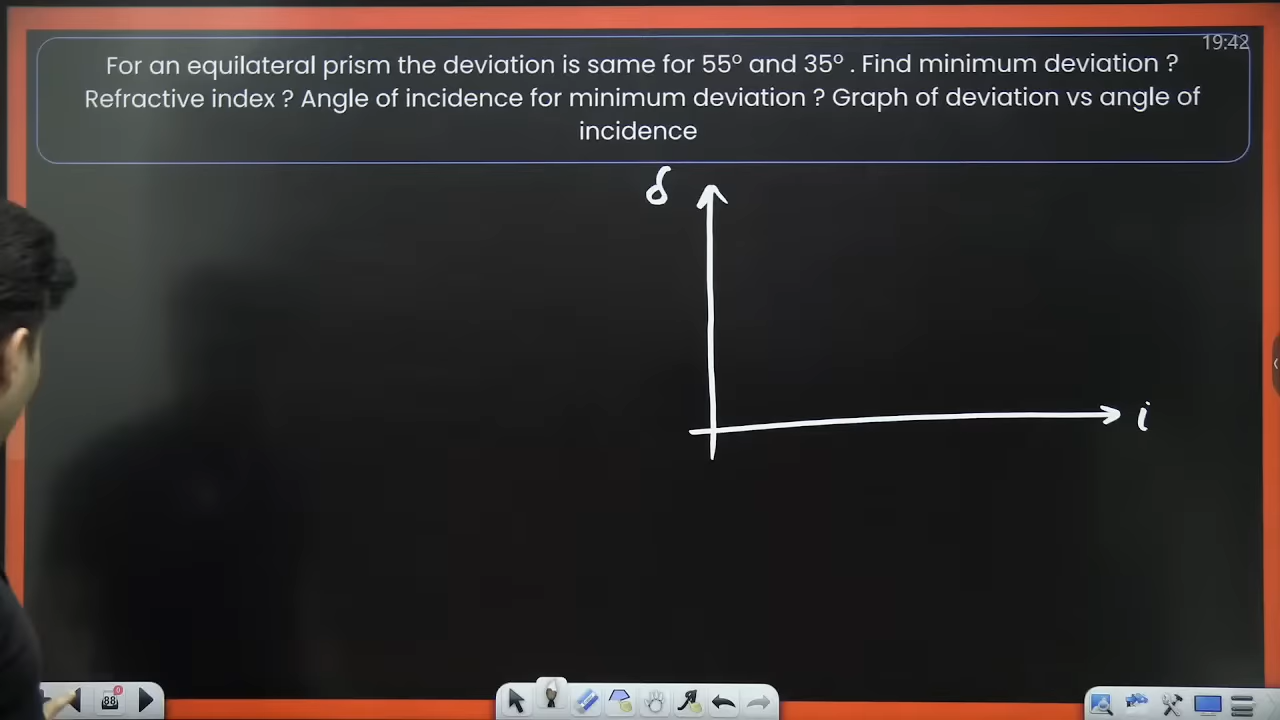 19:42
For an equilateral prism the deviation is same for 55° and 35° . Find minimum deviation ?
Refractive index ? Angle of incidence for minimum deviation ? Graph of deviation vs angle of
incidence
δ
i
88